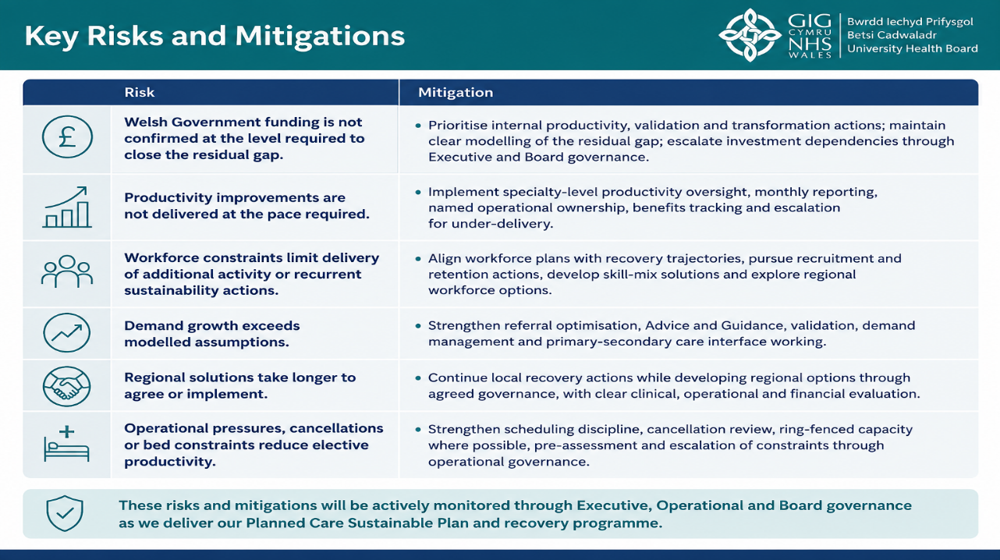 Key Risks and Mitigations
GIG
CYMRU
NHS
WALES
Bwrdd Iechyd Prifysgol
Betsi Cadwaladr
University Health Board
Risk
Mitigation
£
Welsh Government funding is not
confirmed at the level required to
close the residual gap.
• Prioritise internal productivity, validation and transformation actions; maintain
clear modelling of the residual gap; escalate investment dependencies through
Executive and Board governance.
Productivity improvements are
not delivered at the pace required.
• Implement specialty-level productivity oversight, monthly reporting,
named operational ownership, benefits tracking and escalation
for under-delivery.
Workforce constraints limit delivery
of additional activity or recurrent
sustainability actions.
• Align workforce plans with recovery trajectories, pursue recruitment and
retention actions, develop skill-mix solutions and explore regional
workforce options.
Demand growth exceeds
modelled assumptions.
• Strengthen referral optimisation, Advice and Guidance, validation, demand
management and primary-secondary care interface working.
Regional solutions take longer to
agree or implement.
• Continue local recovery actions while developing regional options through
agreed governance, with clear clinical, operational and financial evaluation.
Operational pressures, cancellations
or bed constraints reduce elective
productivity.
• Strengthen scheduling discipline, cancellation review, ring-fenced capacity
where possible, pre-assessment and escalation of constraints through
operational governance.
These risks and mitigations will be actively monitored through Executive, Operational and Board governance
as we deliver our Planned Care Sustainable Plan and recovery programme.